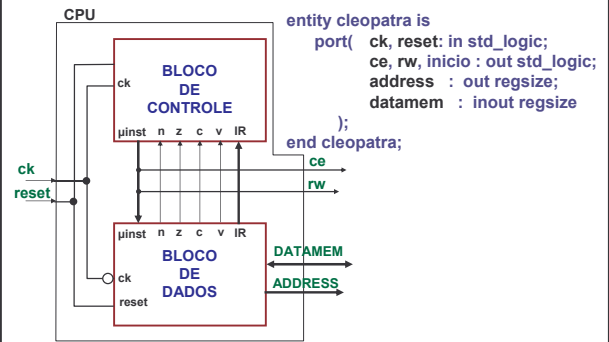 CPU
entity cleopatra is
port( ck, reset: in std_logic;
ce, rw, inicio : out std_logic;
address : out regsize;
datamem : inout regsize
);
end cleopatra;
BLOCO
DE
CONTROLE
ck
µinst n z c v IR
ck
reset
ce
rw
µinst n z c v IR
BLOCO
DE
DADOS
ck
reset
DATAMEM
ADDRESS